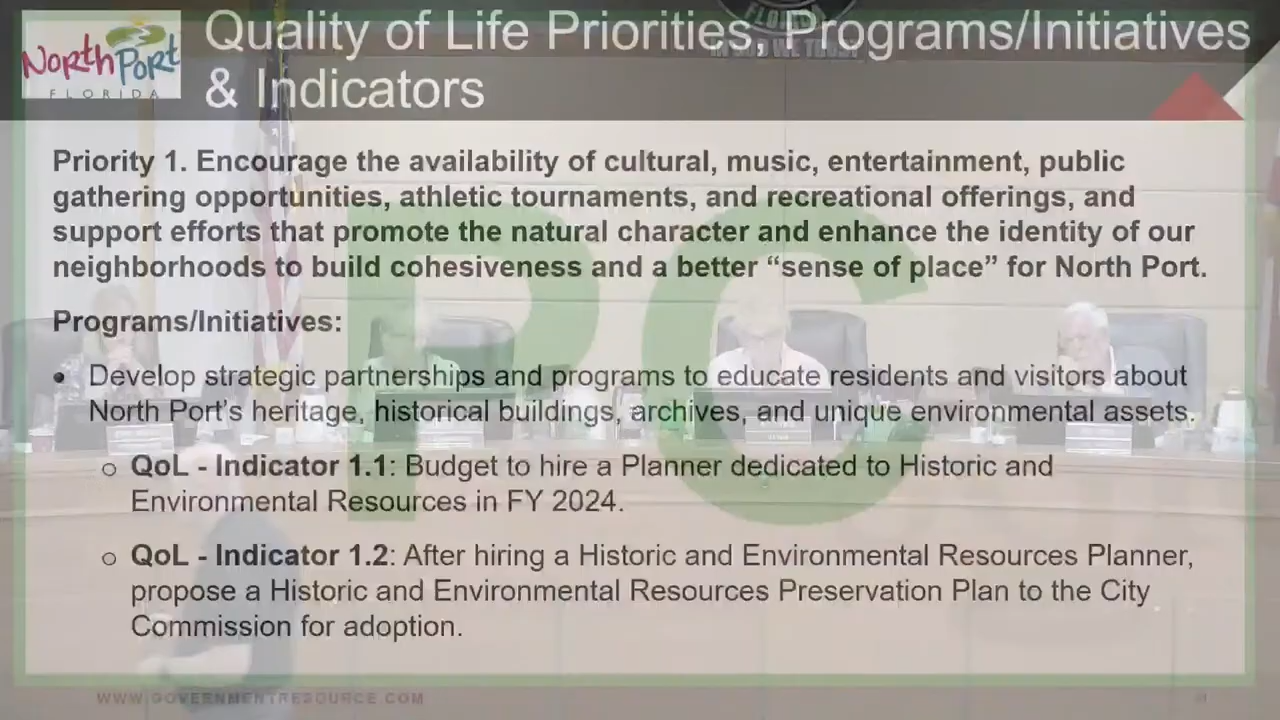 Quality of Life Priorities, Programs/Initiatives
& Indicators
North Port
FLORIDA
FLORIDA
IN GOD WE TRUST
Priority 1. Encourage the availability of cultural, music, entertainment, public
gathering opportunities, athletic tournaments, and recreational offerings, and
support efforts that promote the natural character and enhance the identity of our
neighborhoods to build cohesiveness and a better “sense of place” for North Port.
PC
Programs/Initiatives:
• Develop strategic partnerships and programs to educate residents and visitors about
North Port’s heritage, historical buildings, archives, and unique environmental assets.
o QoL - Indicator 1.1: Budget to hire a Planner dedicated to Historic and
Environmental Resources in FY 2024.
o QoL - Indicator 1.2: After hiring a Historic and Environmental Resources Planner,
propose a Historic and Environmental Resources Preservation Plan to the City
Commission for adoption.
WWW.GOVERNMENTRESOURCE.COM